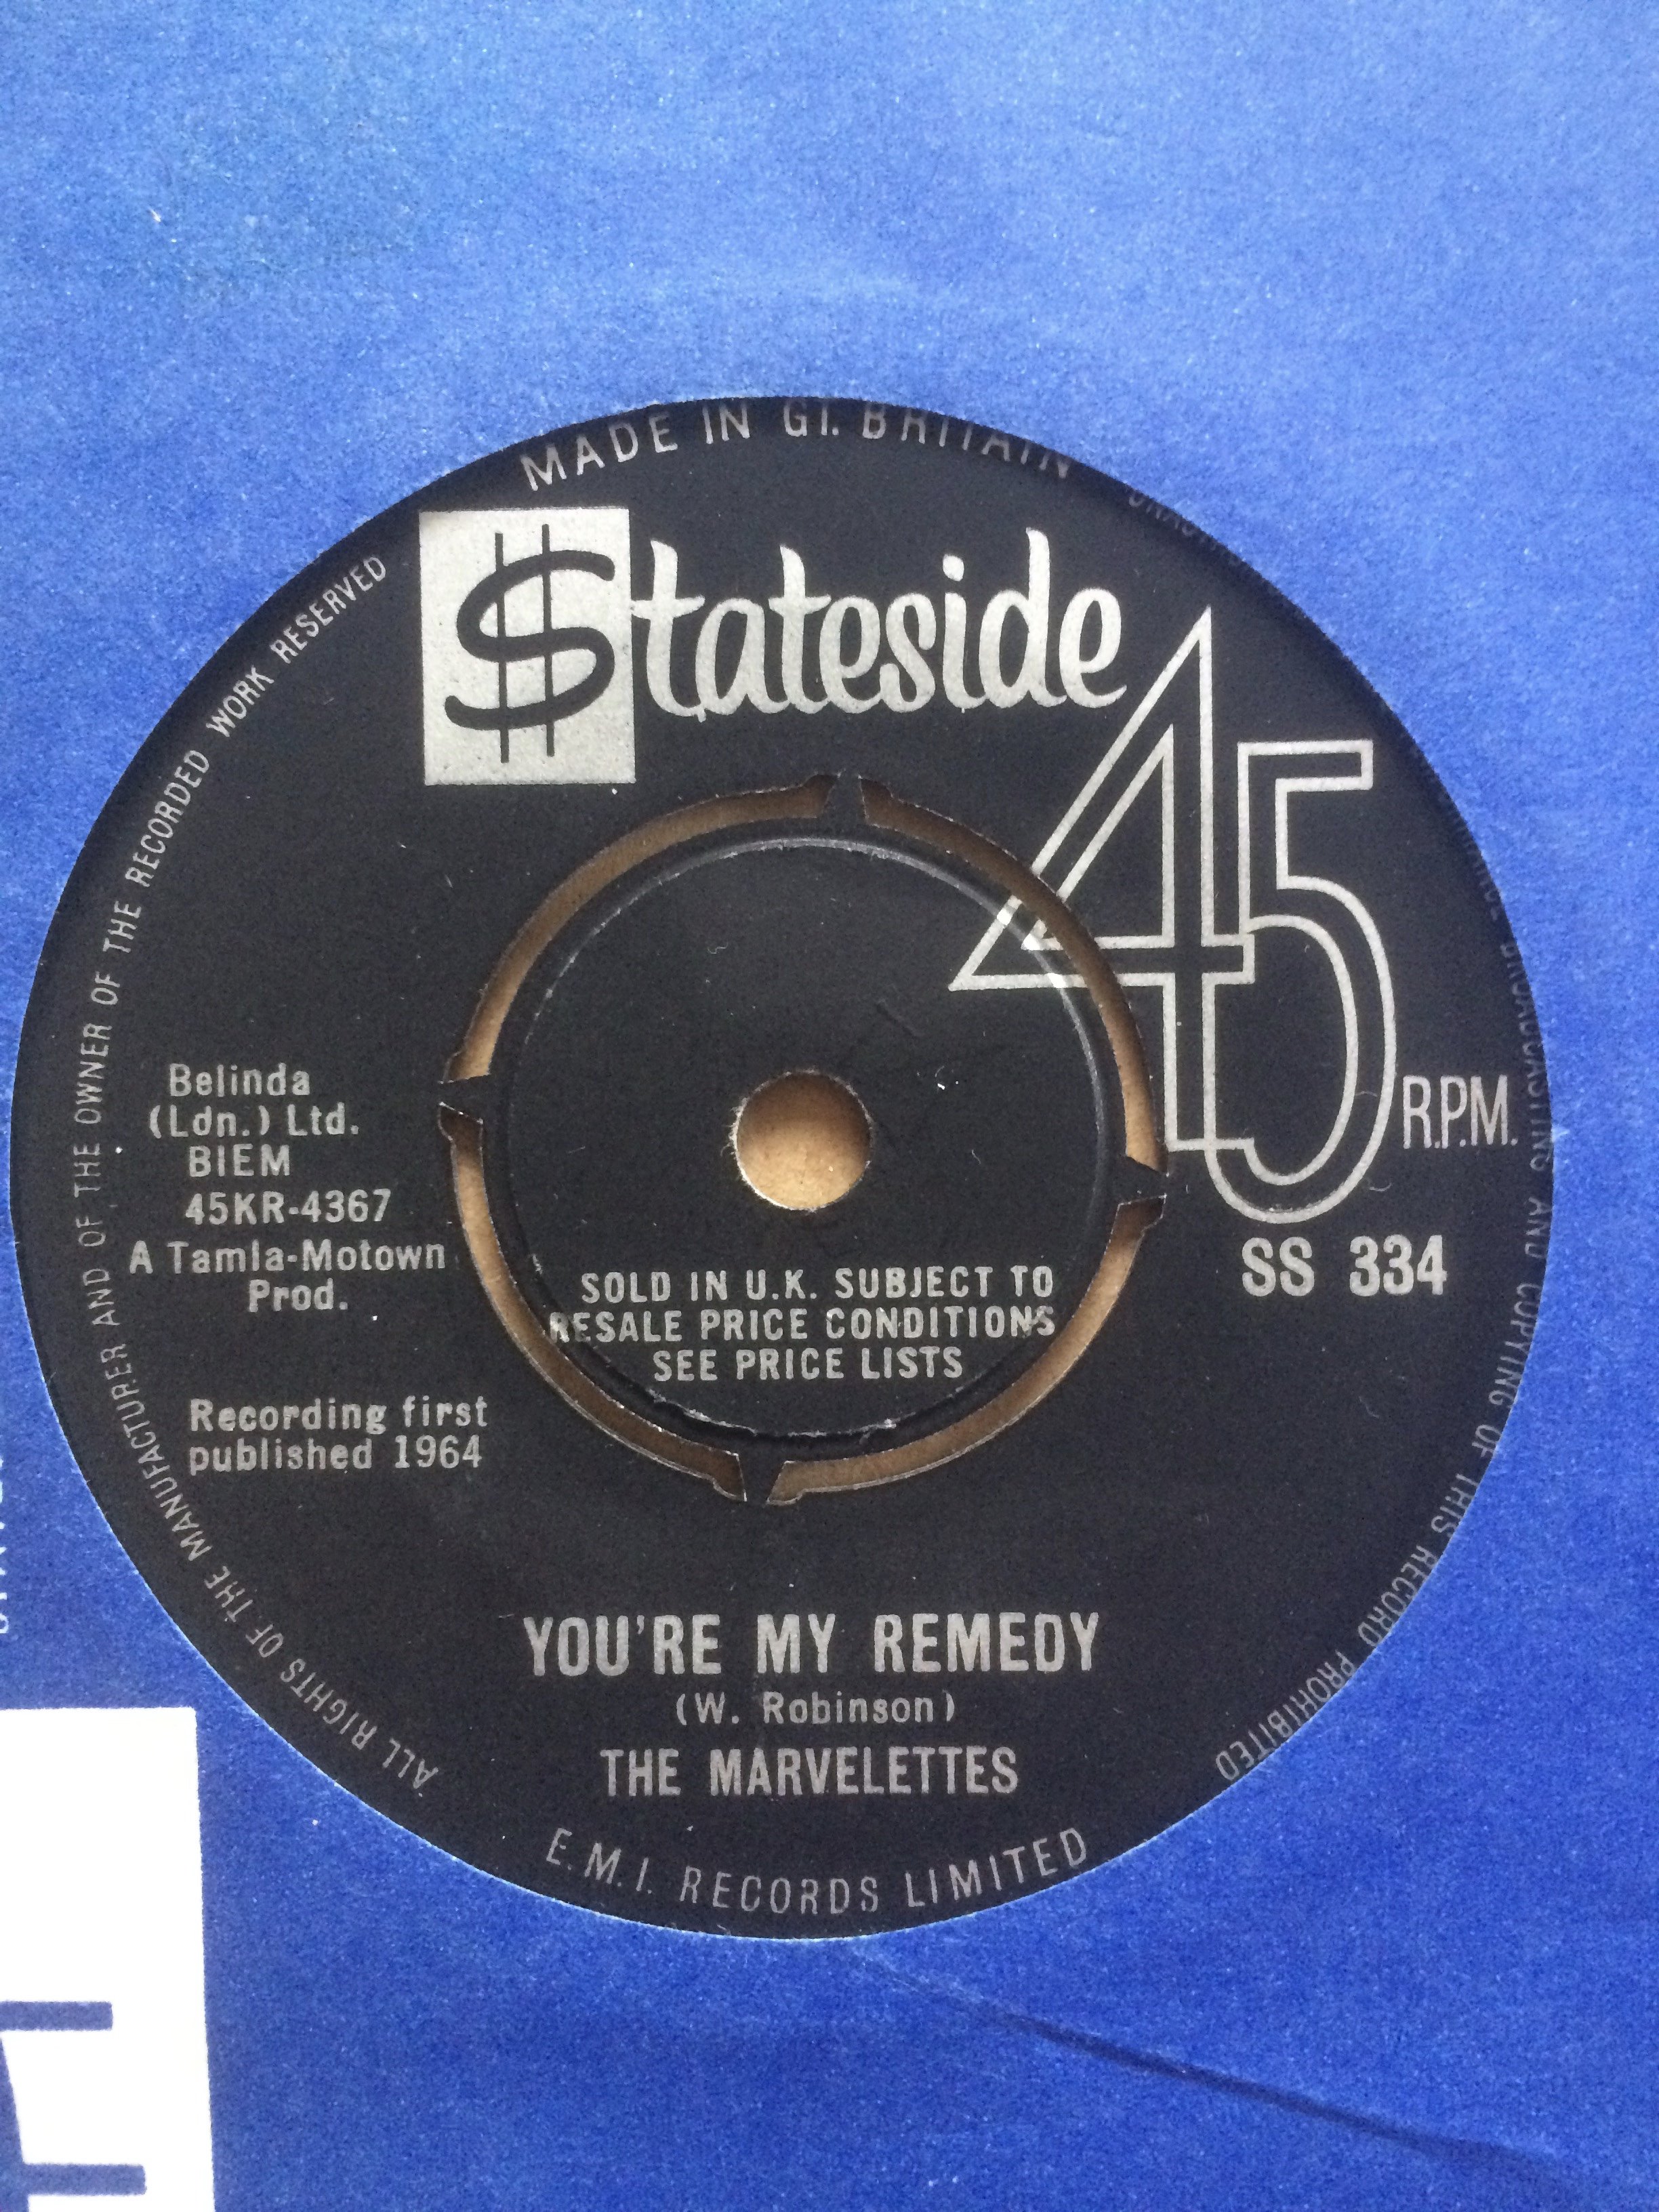 MADE IN GT. BRITAIN
$tateside
45
R.P.M.
Belinda
(Ldn.) Ltd.
BIEM
45KR-4367
A Tamla-Motown
Prod.
SS 334
SOLD IN U.K. SUBJECT TO
RESALE PRICE CONDITIONS
SEE PRICE LISTS
Recording first
published 1964
YOU'RE MY REMEDY
(W. Robinson)
THE MARVELETTES
E.M.I. RECORDS LIMITED
ALL RIGHTS OF THE MANUFACTURER AND OF THE OWNER OF THE RECORDED WORK RESERVED
BROADCASTING AND COPYING OF THIS RECORD PROHIBITED